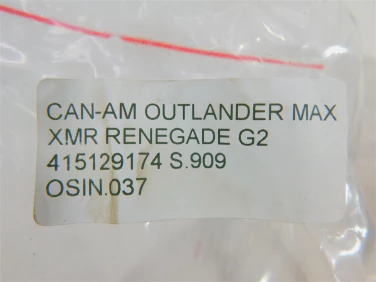 CAN-AM OUTLANDER MAX
XMR RENEGADE G2
415129174 S.909
OSIN.037